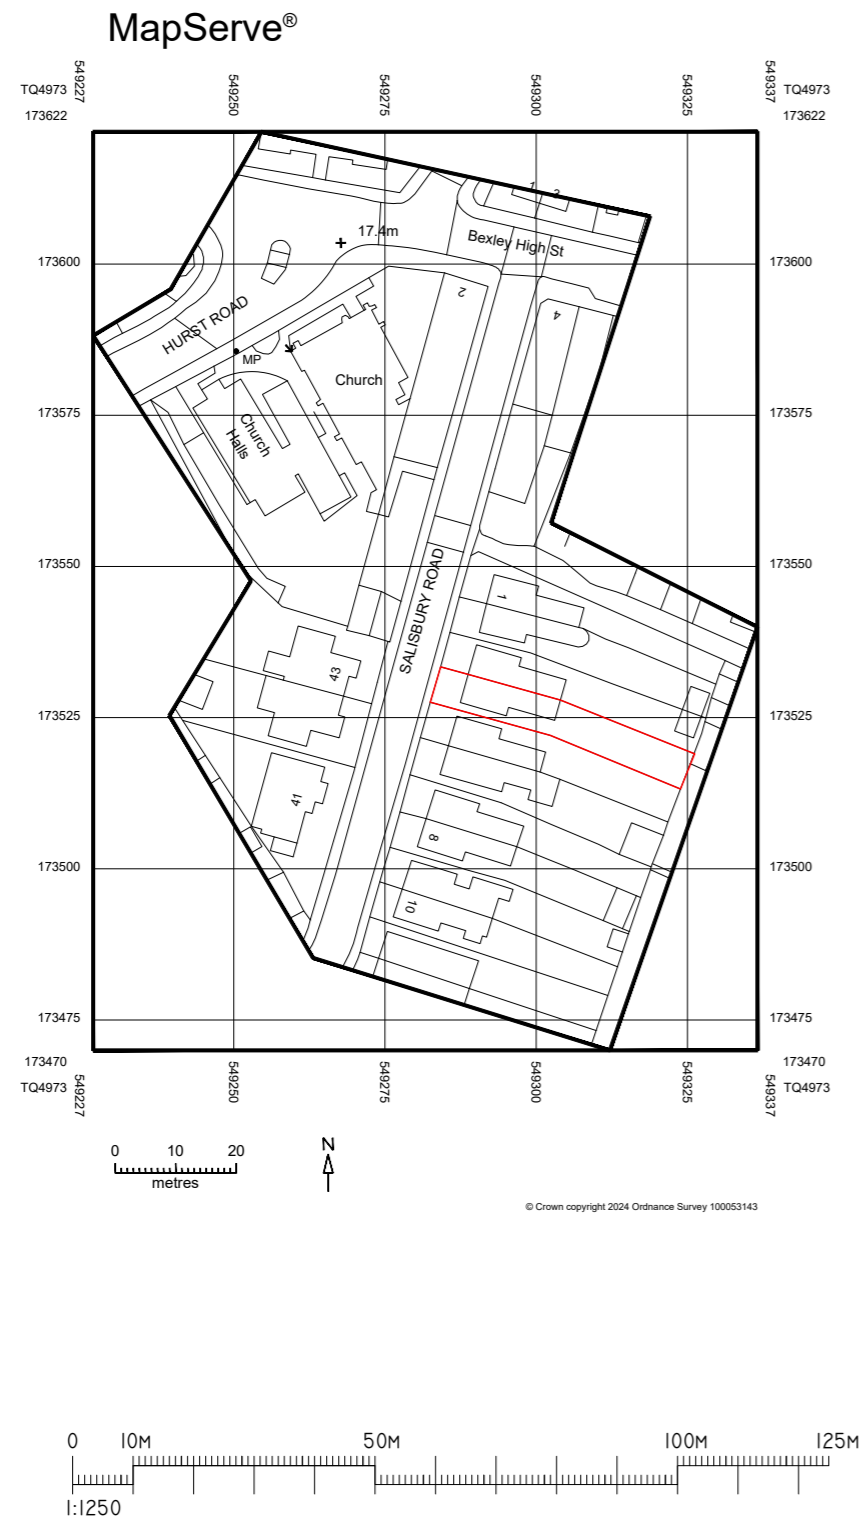 MapServe®
549227
549250
549275
549300
549325
549337
TQ4973
173622
TQ4973
173622
1
3
17.4m
Bexley High St
173600
173600
2
HURST ROAD
4
MP
Church
173575
173575
Church
Halls
173550
173550
SALISBURY ROAD
1
43
173525
173525
41
8
173500
173500
10
173475
173475
173470
TQ4973
173470
TQ4973
549227
549250
549275
549300
549325
549337
0 10 20
metres
N
© Crown copyright 2024 Ordnance Survey 100053143
0 10M 50M 100M 125M
1:1250